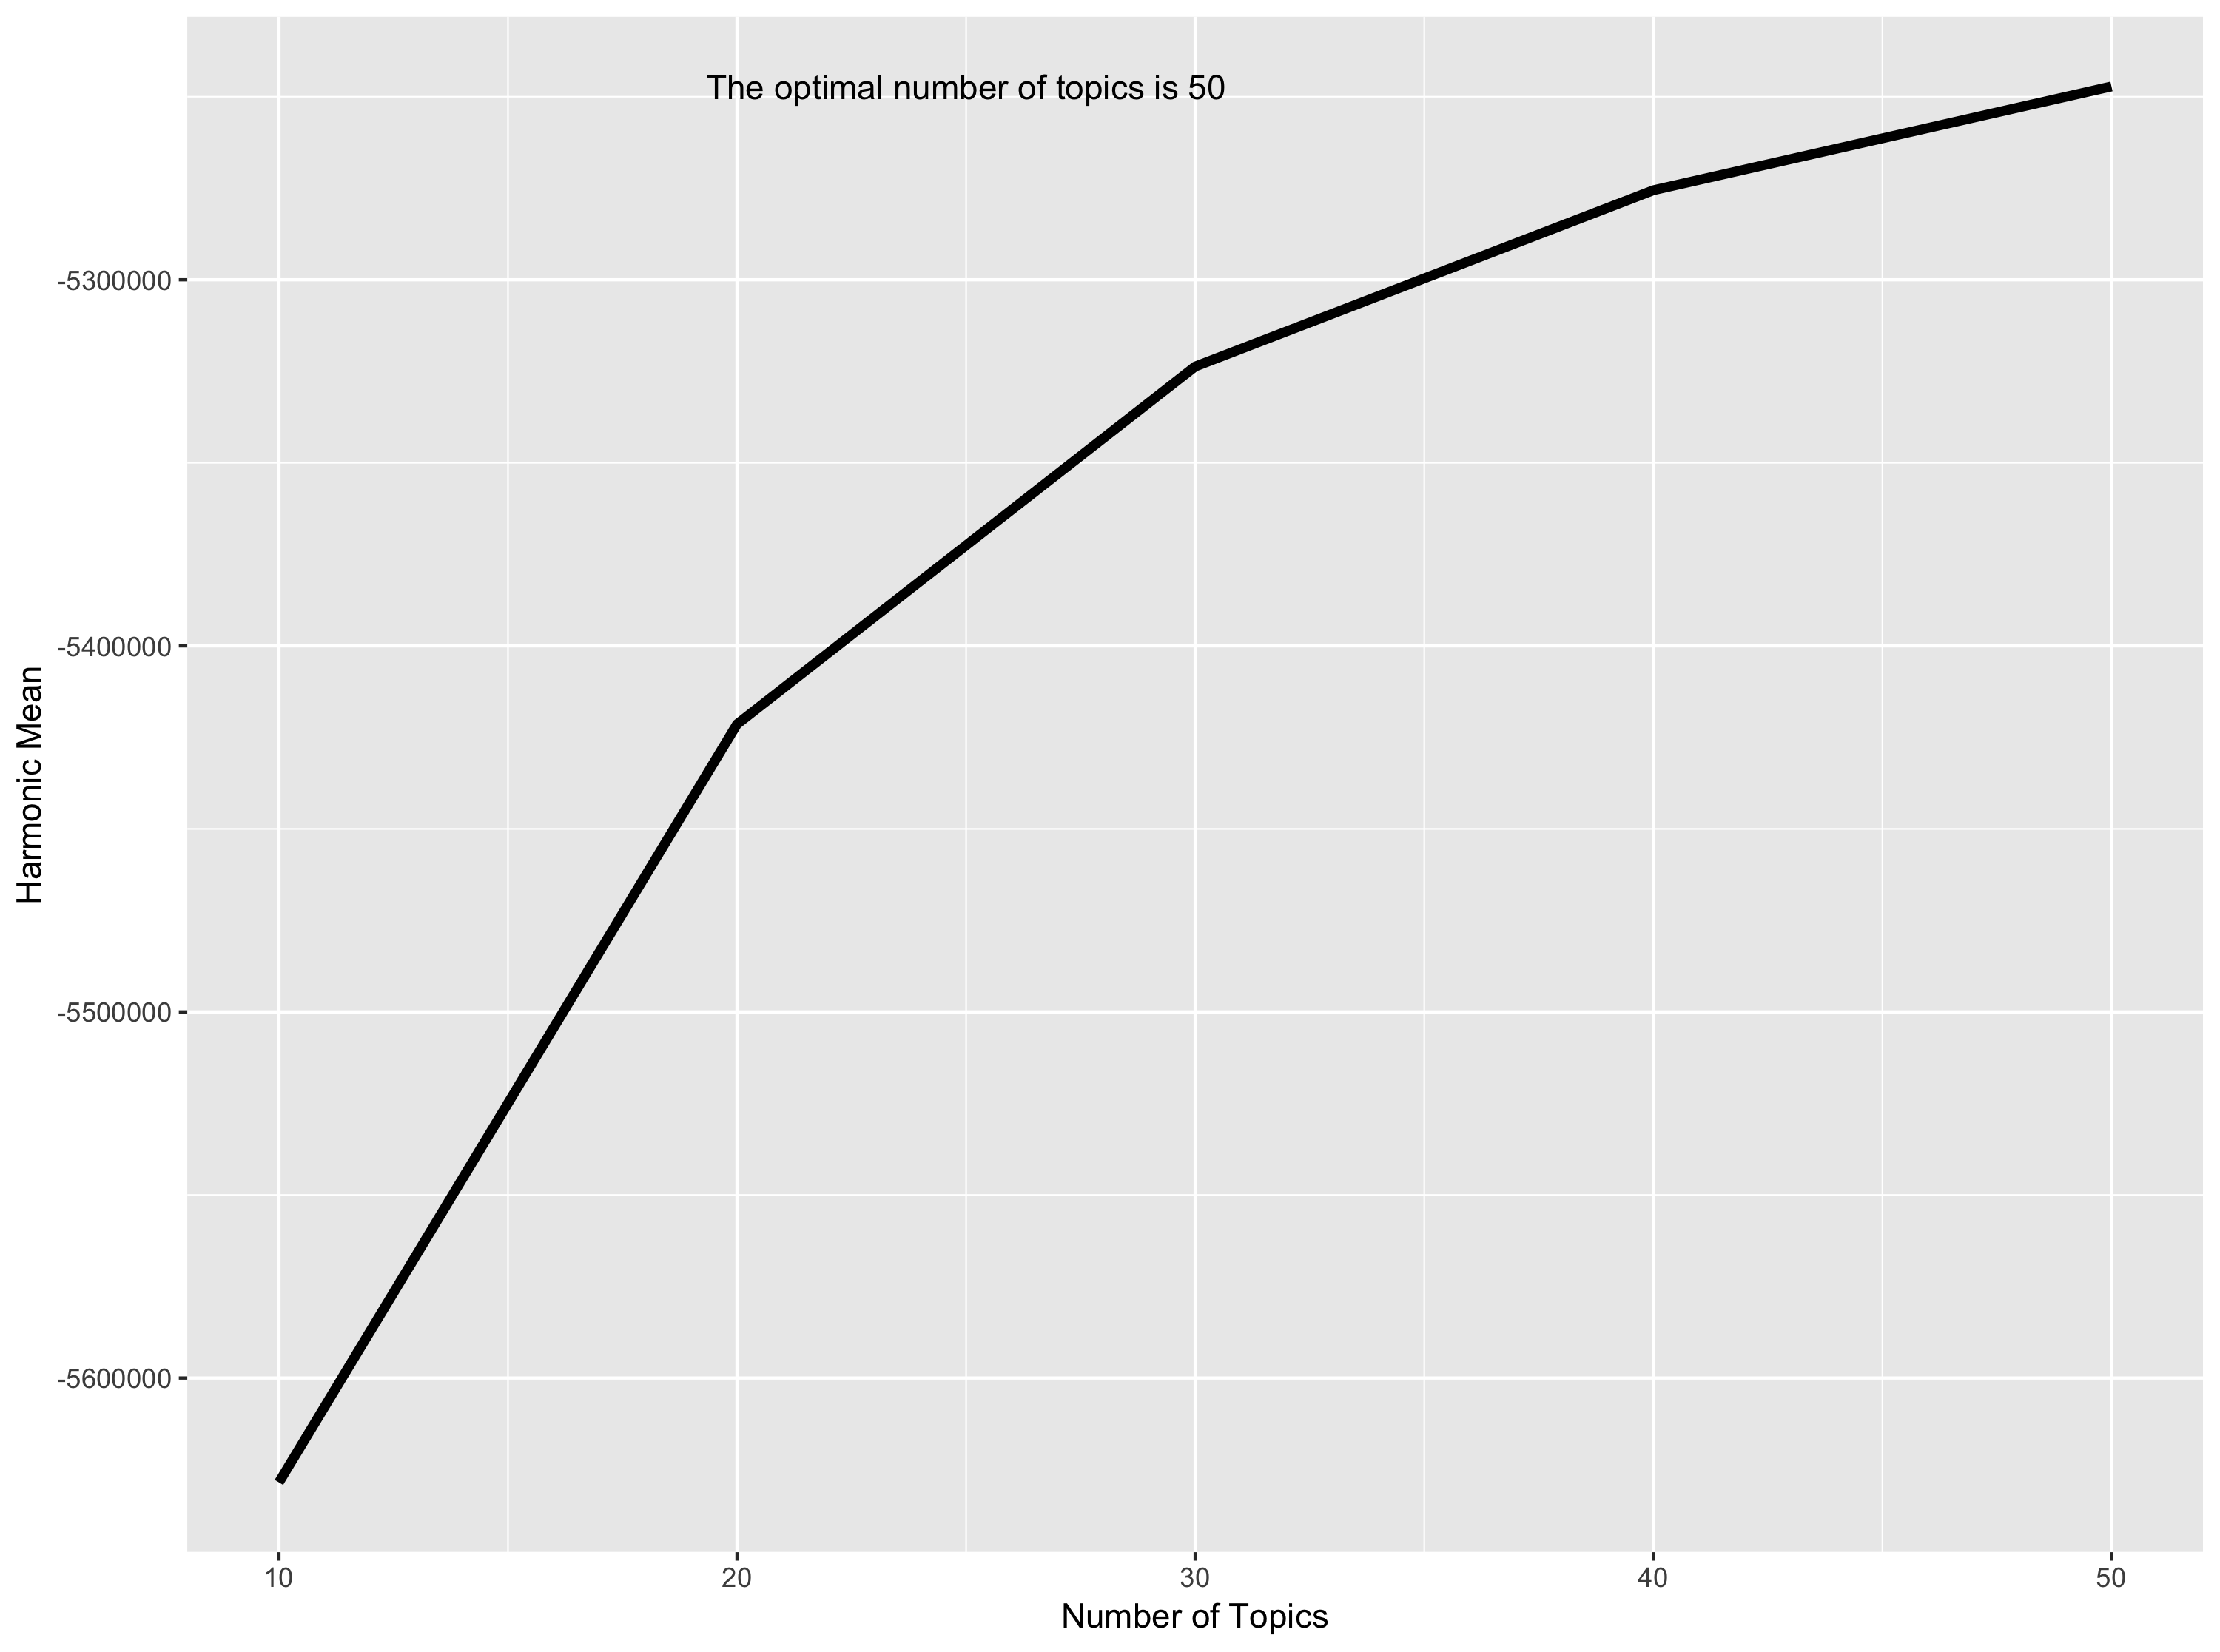 The optimal number of topics is 50
-5300000
-5400000
-5500000
-5600000
Harmonic Mean
10 20 30 40 50
Number of Topics